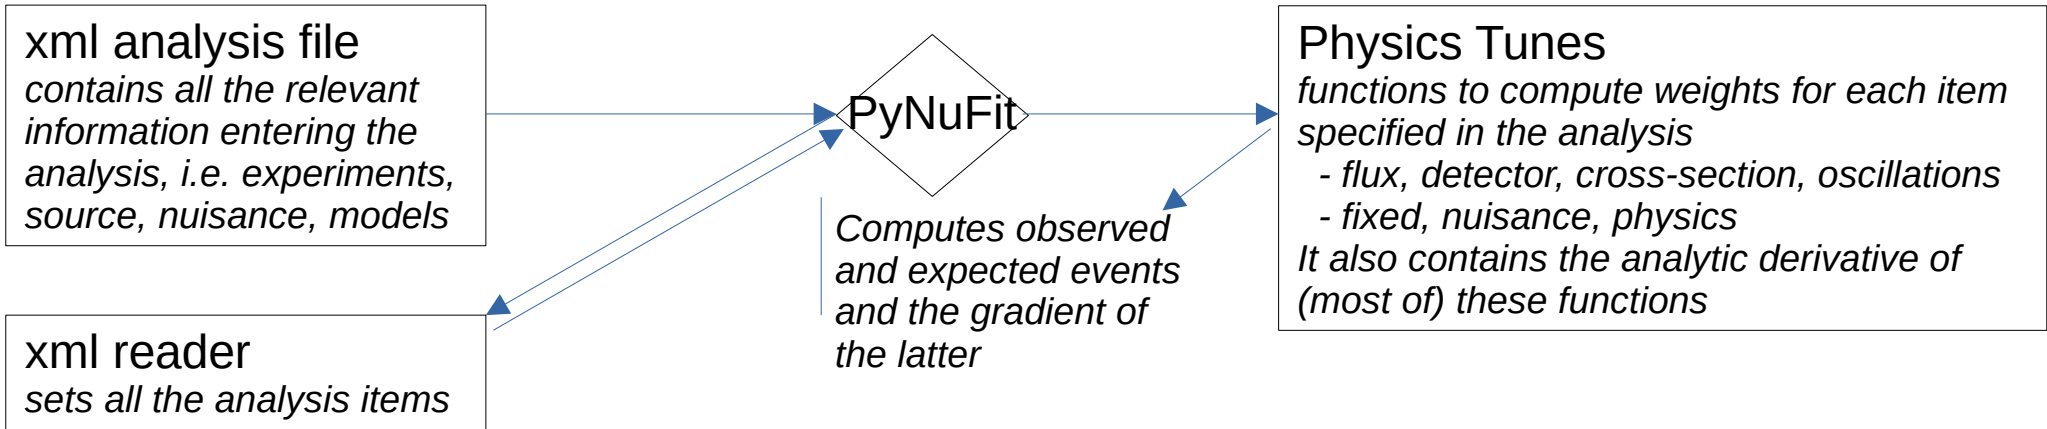 xml analysis file
contains all the relevant
information entering the
analysis, i.e. experiments,
source, nuisance, models
xml reader
sets all the analysis items
PyNuFit
Computes observed
and expected events
and the gradient of
the latter
Physics Tunes
functions to compute weights for each item
specified in the analysis
- flux, detector, cross-section, oscillations
- fixed, nuisance, physics
It also contains the analytic derivative of
(most of) these functions